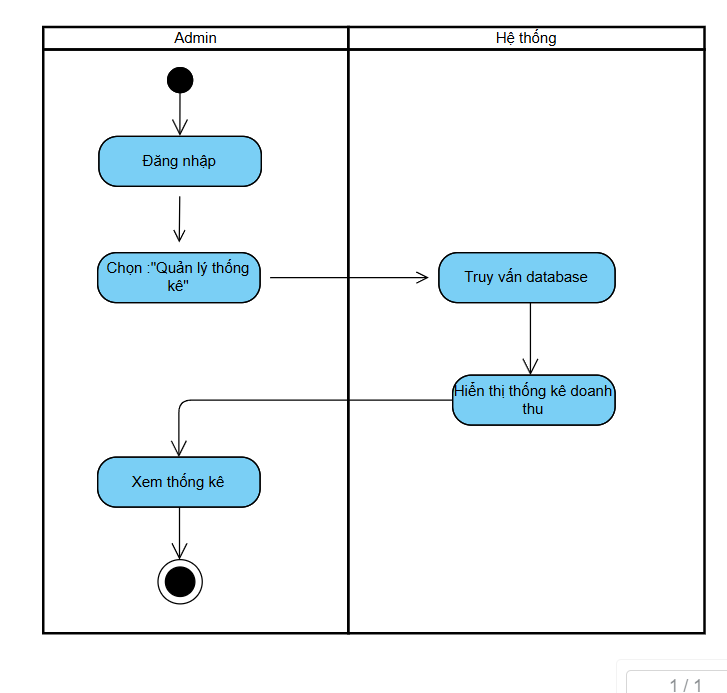 Admin
Hệ thống
Đăng nhập
Chọn :"Quản lý thống
kê"
Truy vấn database
Hiển thị thống kê doanh
thu
Xem thống kê
1 / 1